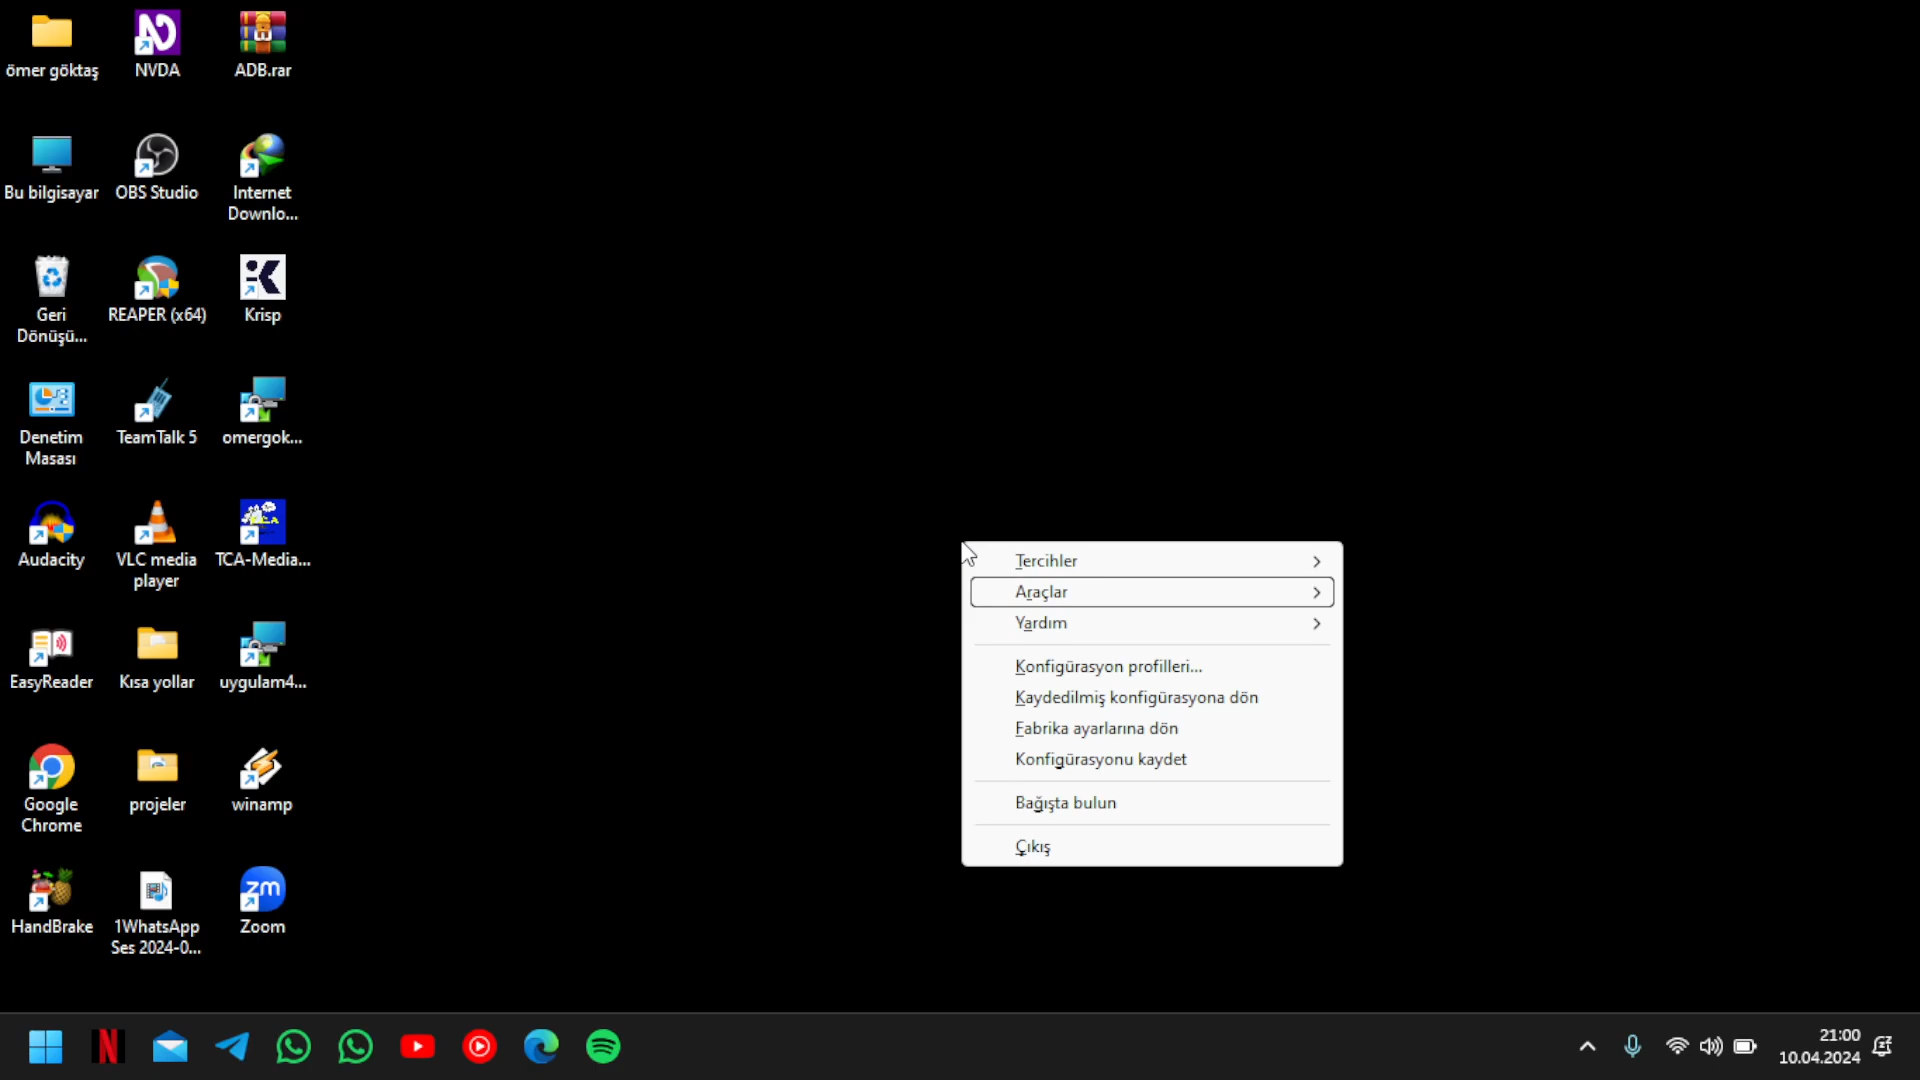 ömer göktaş
NVDA
ADB.rar
Bu bilgisayar
OBS Studio
Internet
Downlo...
Geri
Dönüşü...
REAPER (x64)
Krisp
Denetim
Masası
TeamTalk 5
omergok...
Audacity
VLC media
player
TCA-Media...
EasyReader
Kısa yollar
uygulam4...
Google
Chrome
projeler
winamp
HandBrake
1WhatsApp
Ses 2024-0...
zm
Zoom
Tercihler
Araçlar
Yardım
Konfigürasyon profilleri...
Kaydedilmiş konfigürasyona dön
Fabrika ayarlarına dön
Konfigürasyonu kaydet
Bağışta bulun
Çıkış
21:00
10.04.2024